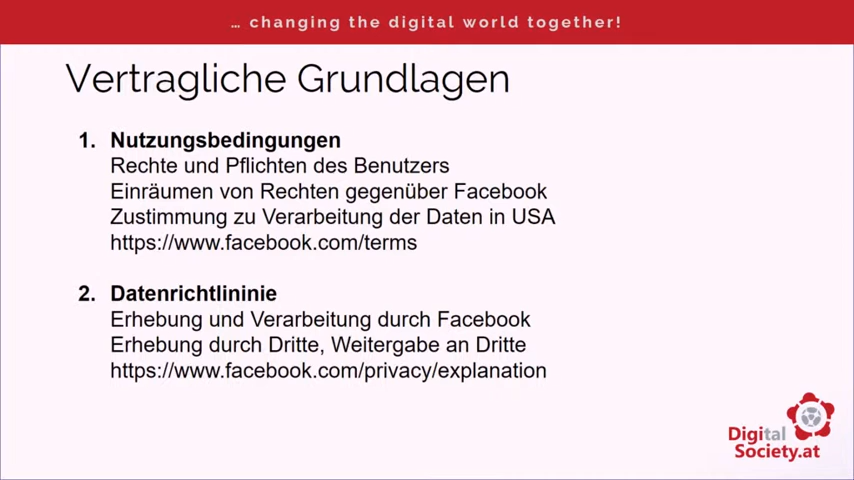 ... changing the digital world together!
Vertragliche Grundlagen
1. Nutzungsbedingungen
Rechte und Pflichten des Benutzers
Einräumen von Rechten gegenüber Facebook
Zustimmung zu Verarbeitung der Daten in USA
https://www.facebook.com/terms
2. Datenrichtlininie
Erhebung und Verarbeitung durch Facebook
Erhebung durch Dritte, Weitergabe an Dritte
https://www.facebook.com/privacy/explanation
Digital
Society.at